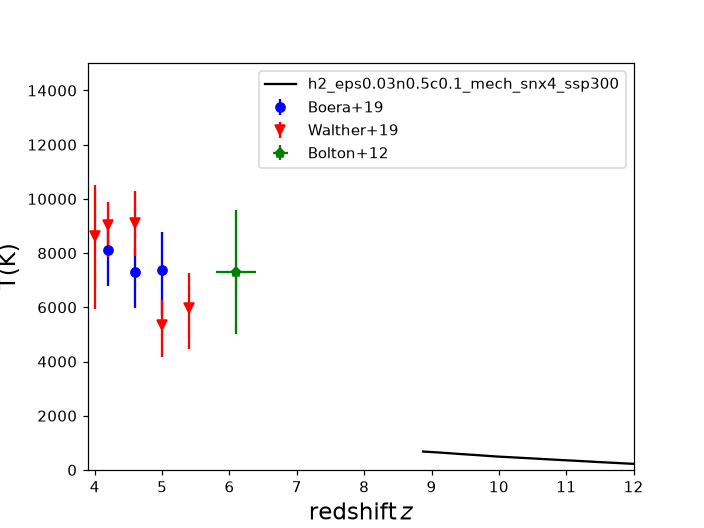 h2_eps0.03n0.5c0.1_mech_snx4_ssp300
Boera+19
Walther+19
Bolton+12
14000
12000
10000
8000
6000
4000
2000
0
T(K)
4 5 6 7 8 9 10 11 12
redshift z